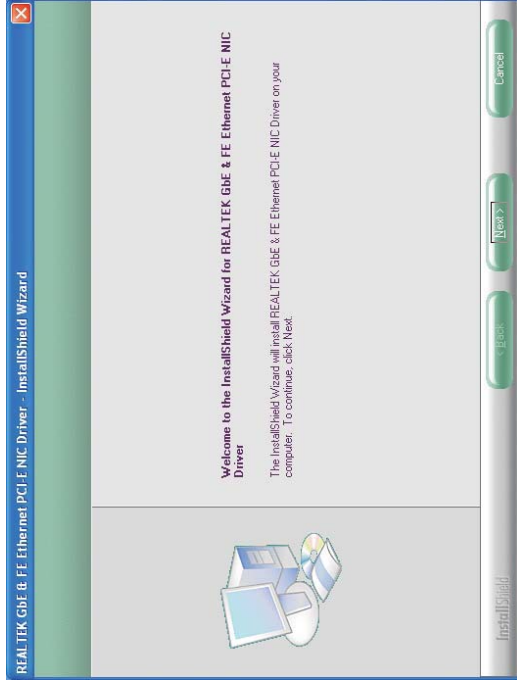 REALTEK GbE & FE Ethernet PCI-E NIC Driver - InstallShield Wizard
Welcome to the InstallShield Wizard for REALTEK GbE & FE Ethernet PCI-E NIC
Driver
The InstallShield Wizard will install REALTEK GbE & FE Ethernet PCI-E NIC Driver on your
computer. To continue, click Next.
InstallShield
< Back
Next >
Cancel